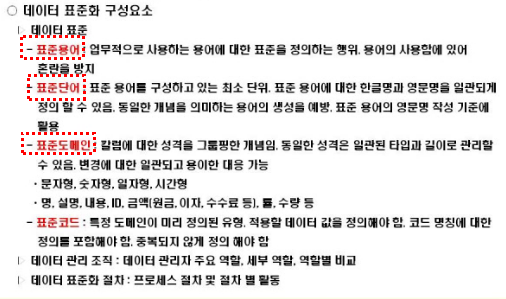 ○ 데이터 표준화 구성요소
▷ 데이터 표준
- 표준용어 : 업무적으로 사용하는 용어에 대한 표준을 정의하는 행위. 용어의 사용함에 있어
혼란을 방지
- 표준단어 : 표준 용어를 구성하고 있는 최소 단위. 표준 용어에 대한 한글명과 영문명을 일관되게
정의 할 수 있음. 동일한 개념을 의미하는 용어의 생성을 예방. 표준 용어의 영문명 작성 기준에
활용
- 표준도메인 : 칼럼에 대한 성격을 그룹핑한 개념임. 동일한 성격은 일관된 타입과 길이로 관리할
수 있음. 변경에 대한 일관되고 용이한 대응 가능
· 문자형, 숫자형, 일자형, 시간형
· 명, 설명, 내용, ID, 금액(원금, 이자, 수수료 등), 률, 수량 등
- 표준코드 : 특정 도메인이 미리 정의된 유형. 적용할 데이터 값을 정의해야 함. 코드 명칭에 대한
정의를 포함해야 함. 중복되지 않게 정의 해야 함
▷ 데이터 관리 조직 : 데이터 관리자 주요 역할, 세부 역할, 역할별 비교
▷ 데이터 표준화 절차 : 프로세스 절차 및 절차 별 활동